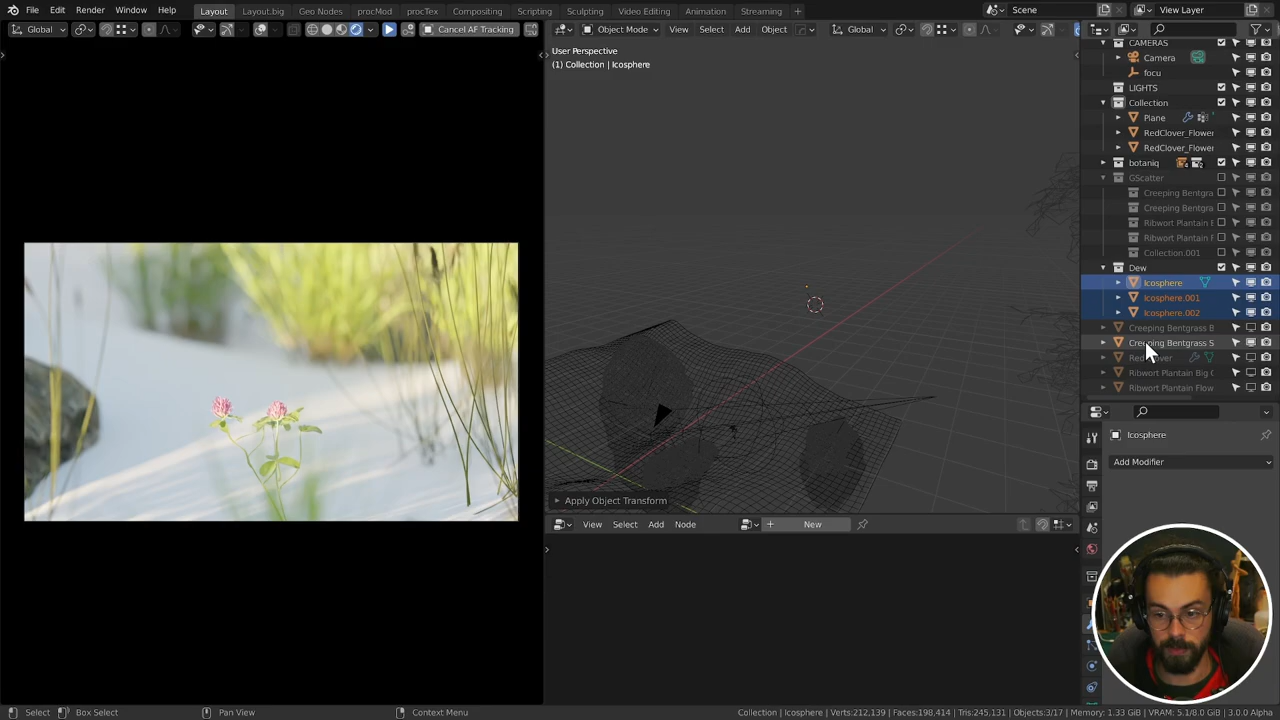 File Edit Render Window Help Layout Layout.big Geo Nodes procMod procTex Compositing Scripting Sculpting Video Editing Animation Streaming + Scene View Layer
Global Cancel AF Tracking Object Mode View Select Add Object Global
User Perspective
(1) Collection | Icosphere
CAMERAS
Camera
focu
LIGHTS
Collection
Plane
RedClover_Flower
RedClover_Flower
botaniq
GScatter
Creeping Bentgra
Creeping Bentgra
Ribwort Plantain
Ribwort Plantain F
Collection.001
Dew
Icosphere
Icosphere.001
Icosphere.002
Creeping Bentgrass B
Creeping Bentgrass S
Ribwort Plantain Big
Ribwort Plantain Flow
Icosphere
Add Modifier
Apply Object Transform
View Select Add Node + New
Select Box Select Pan View Context Menu Collection | Icosphere | Verts:212,139 | Faces:198,414 | Tris:245,131 | Objects:3/17 | Memory: 1.33 GiB | VRAM: 5.1/8.0 GiB | 3.0.0 Alpha